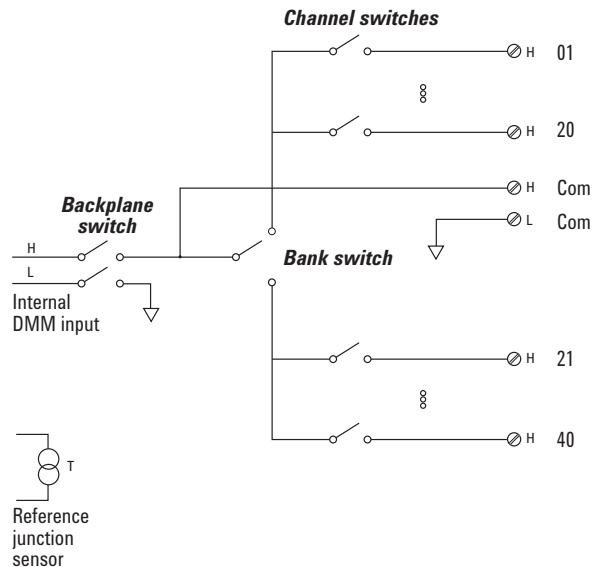 Channel switches
H 01
H 20
H Com
L Com
Backplane
switch
H
L
Internal
DMM input
Bank switch
H 21
H 40
T
Reference
junction
sensor